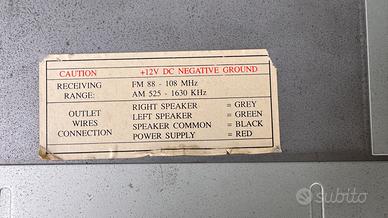 CAUTION +12V DC NEGATIVE GROUND
RECEIVING FM 88 - 108 MHz
RANGE: AM 525 - 1630 KHz
OUTLET WIRES CONNECTION
RIGHT SPEAKER = GREY
LEFT SPEAKER = GREEN
SPEAKER COMMON = BLACK
POWER SUPPLY = RED
subito